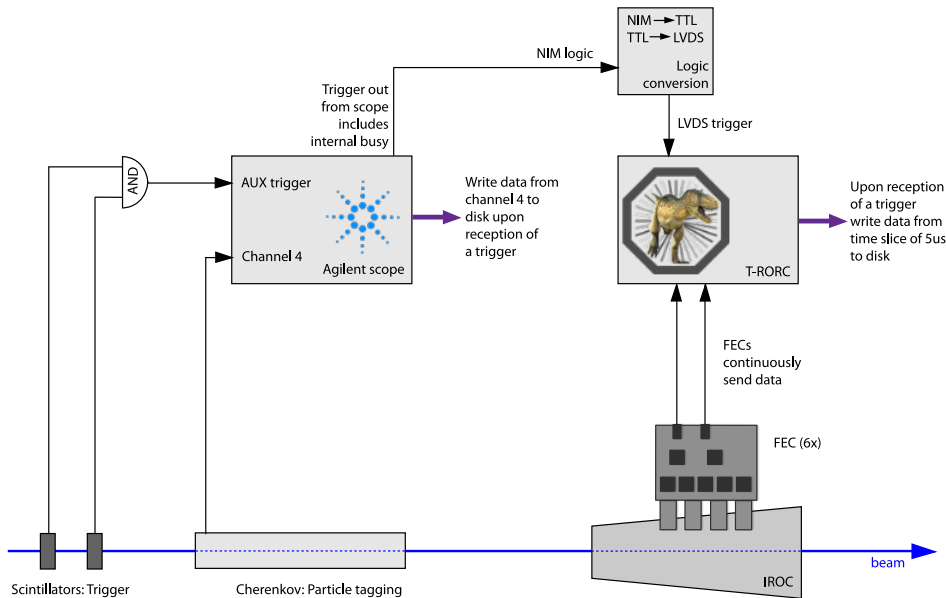 NIM → TTL
TTL → LVDS
Logic
conversion
NIM logic
Trigger out
from scope
includes
internal busy
LVDS trigger
AND
AUX trigger
Channel 4
Agilent scope
Write data from
channel 4 to
disk upon
reception of
a trigger
T-RORC
Upon reception
of a trigger
write data from
time slice of 5us
to disk
FECs
continuously
send data
FEC (6x)
beam
IROC
Scintillators: Trigger
Cherenkov: Particle tagging